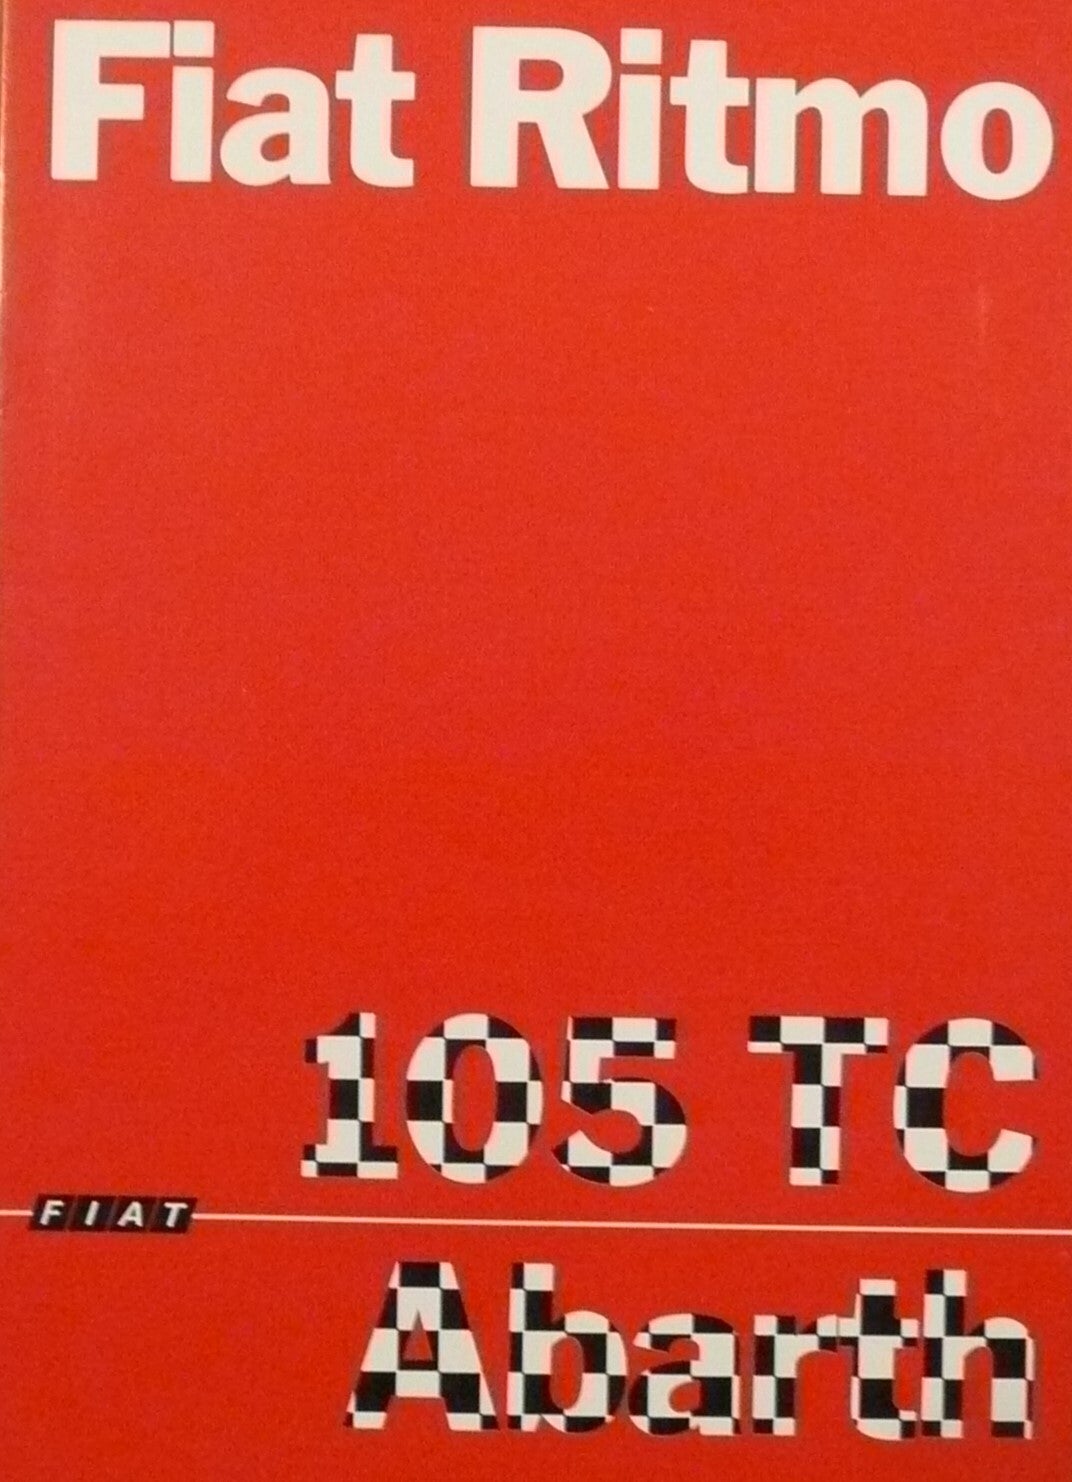 Fiat Ritmo
105 TC
FIAT
Abarth